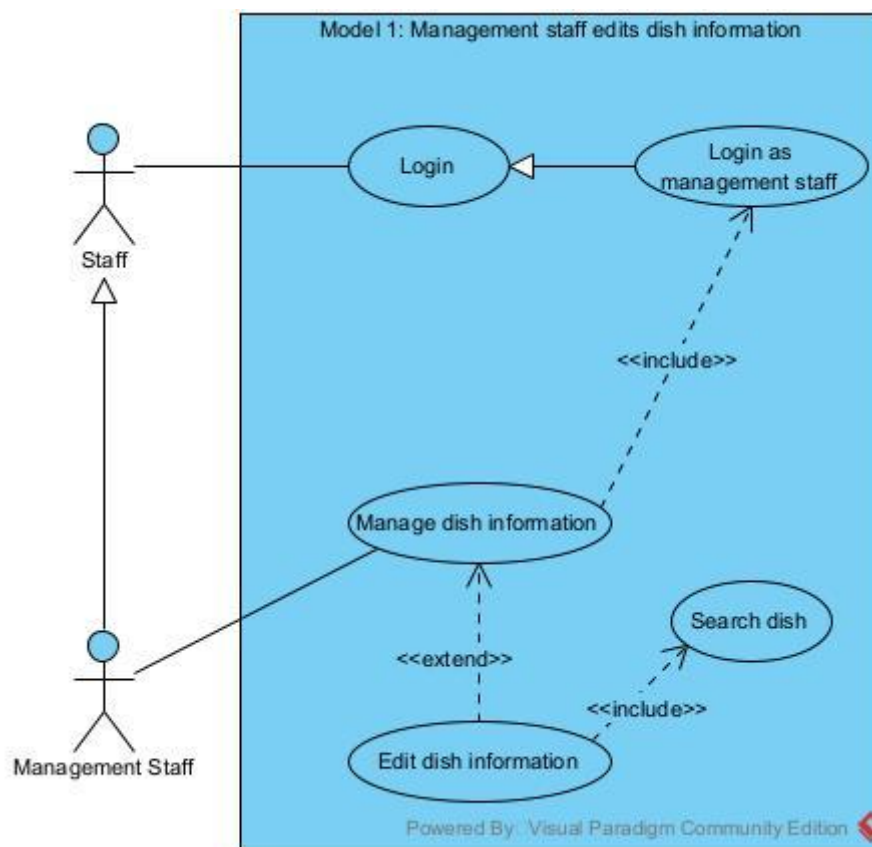 Model 1: Management staff edits dish information
Login
Login as
management staff
Staff
<<include>>
Manage dish information
Search dish
<<extend>>
<<include>>
Management Staff
Edit dish information
Powered By: Visual Paradigm Community Edition